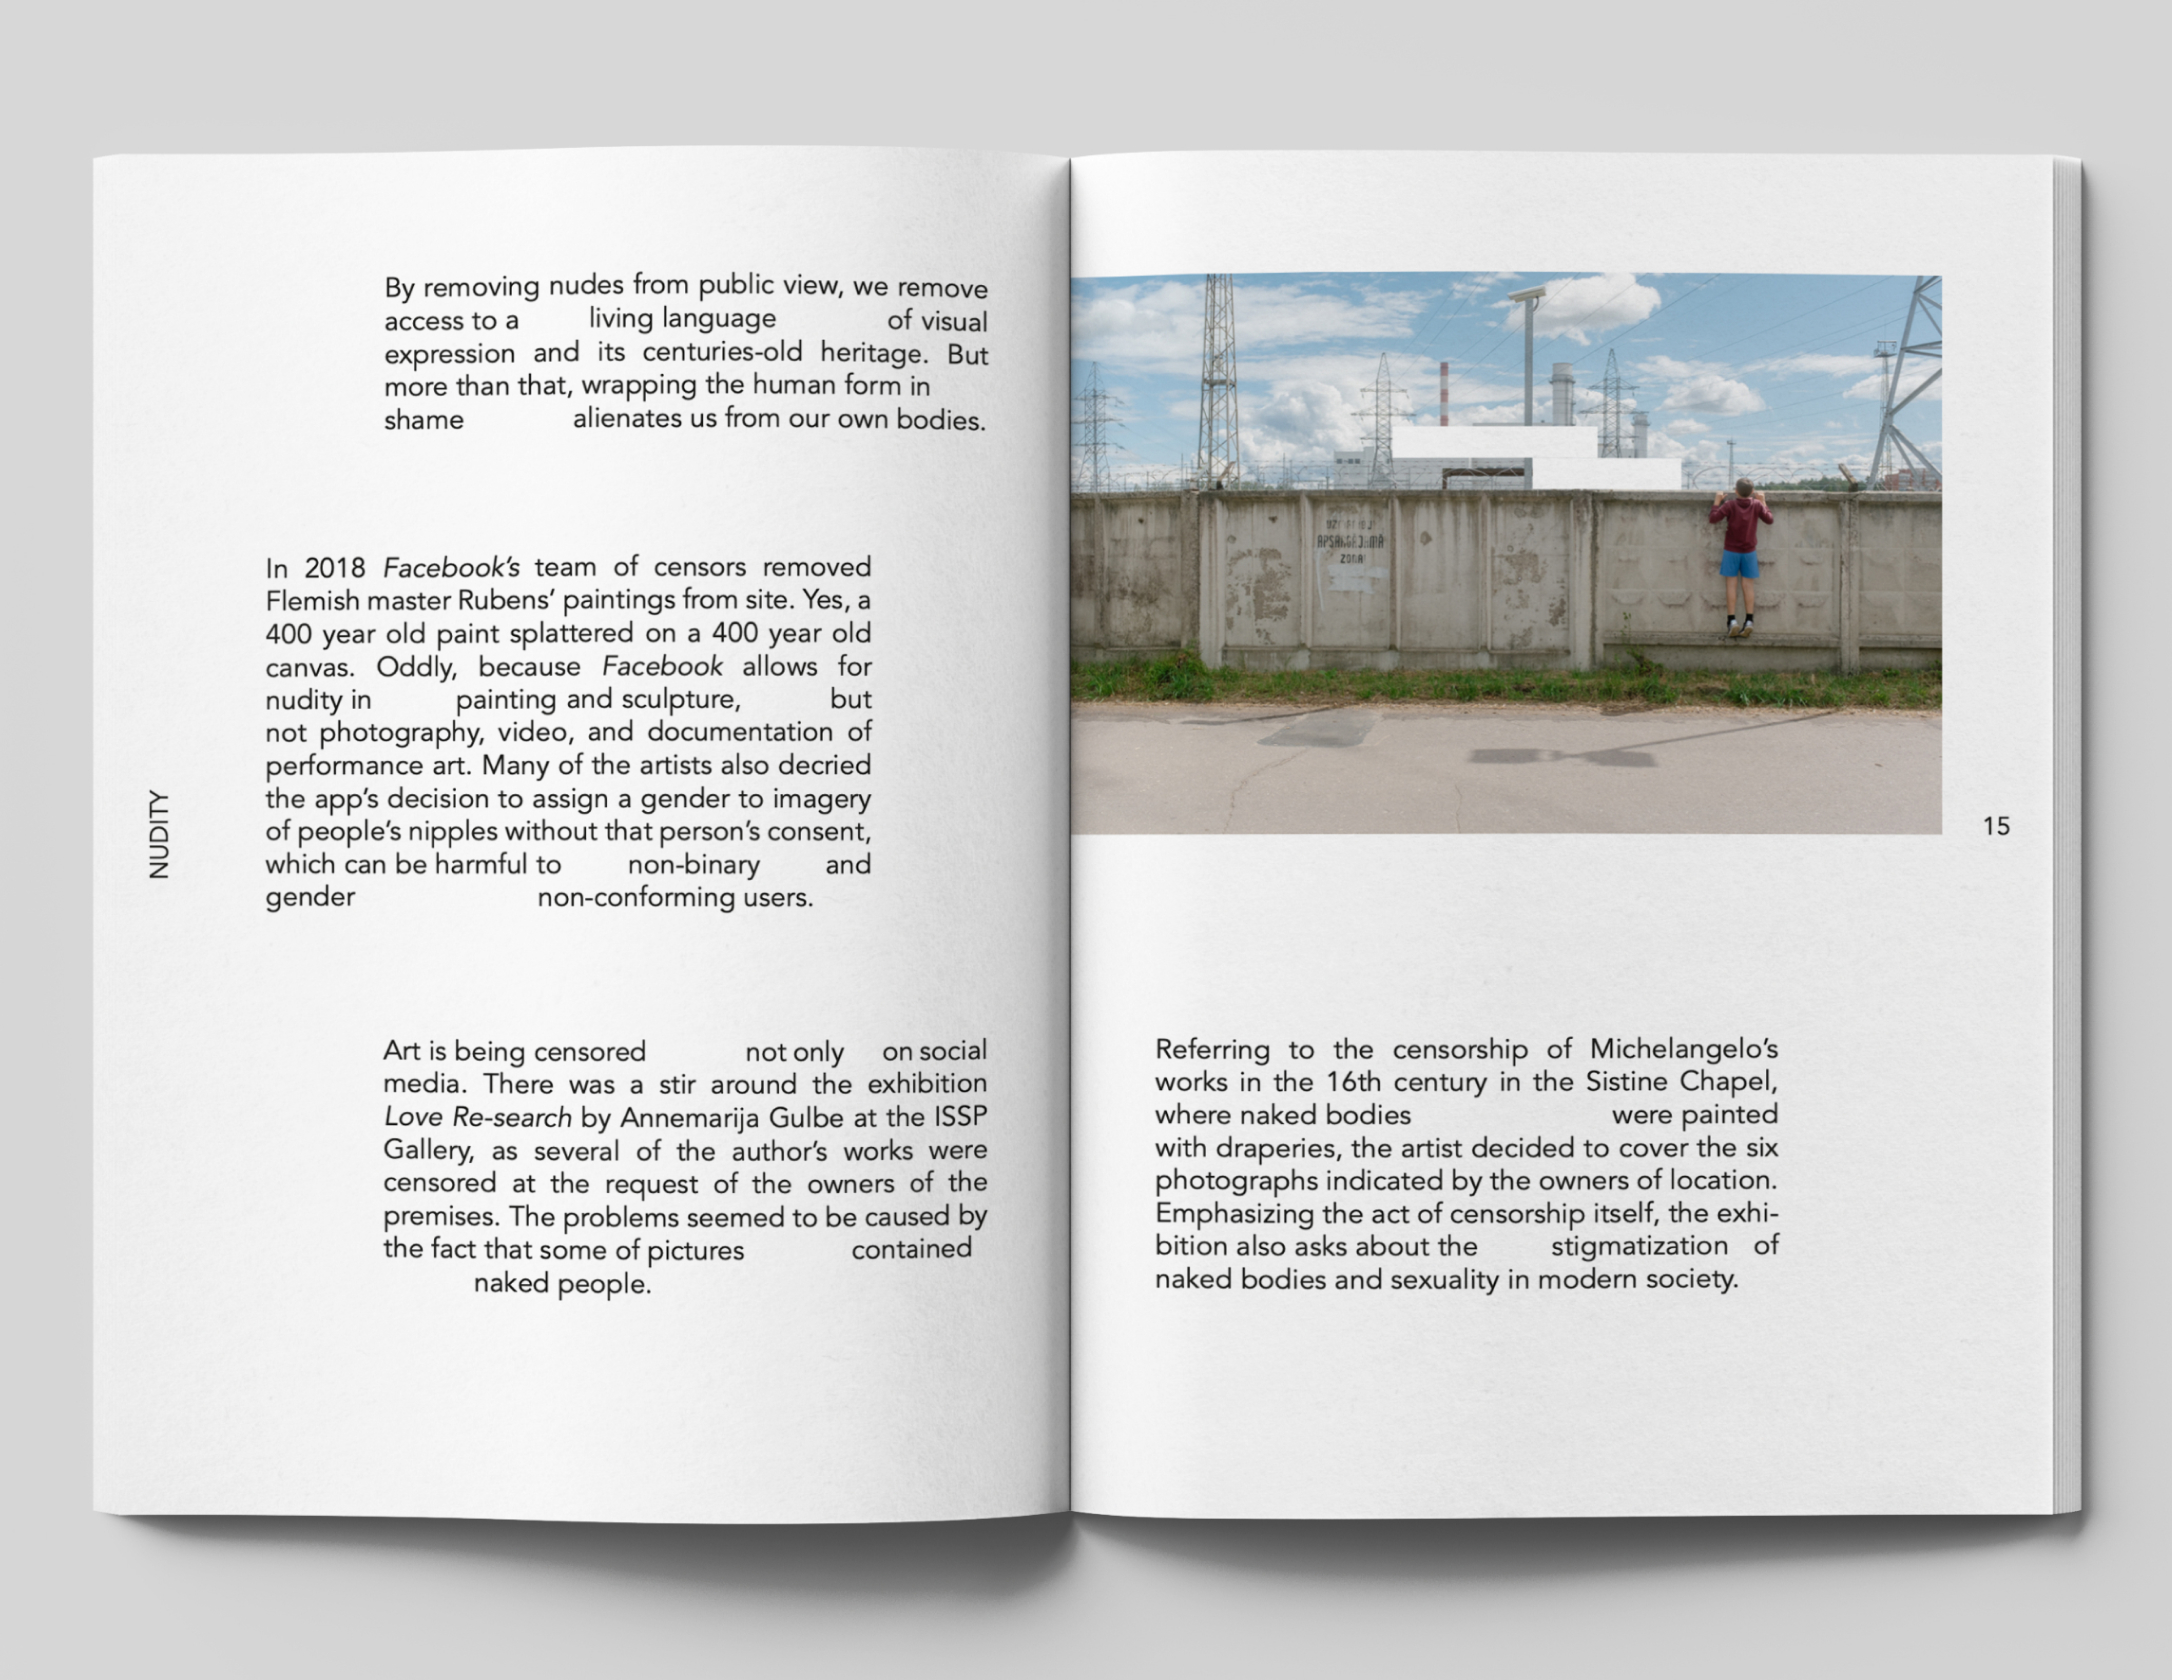 By removing nudes from public view, we remove
access to a living language of visual
expression and its centuries-old heritage. But
more than that, wrapping the human form in
shame alienates us from our own bodies.
In 2018 Facebook's team of censors removed
Flemish master Rubens' paintings from site. Yes, a
400 year old paint splattered on a 400 year old
canvas. Oddly, because Facebook allows for
nudity in painting and sculpture, but
not photography, video, and documentation of
performance art. Many of the artists also decried
the app's decision to assign a gender to imagery
of people's nipples without that person's consent,
which can be harmful to non-binary and
gender non-conforming users.
NUDITY
Art is being censored not only on social
media. There was a stir around the exhibition
Love Re-search by Annemarija Gulbe at the ISSP
Gallery, as several of the author's works were
censored at the request of the owners of the
premises. The problems seemed to be caused by
the fact that some of pictures contained
naked people.
ZONA!
15
Referring to the censorship of Michelangelo's
works in the 16th century in the Sistine Chapel,
where naked bodies were painted
with draperies, the artist decided to cover the six
photographs indicated by the owners of location.
Emphasizing the act of censorship itself, the exhi-
bition also asks about the stigmatization of
naked bodies and sexuality in modern society.